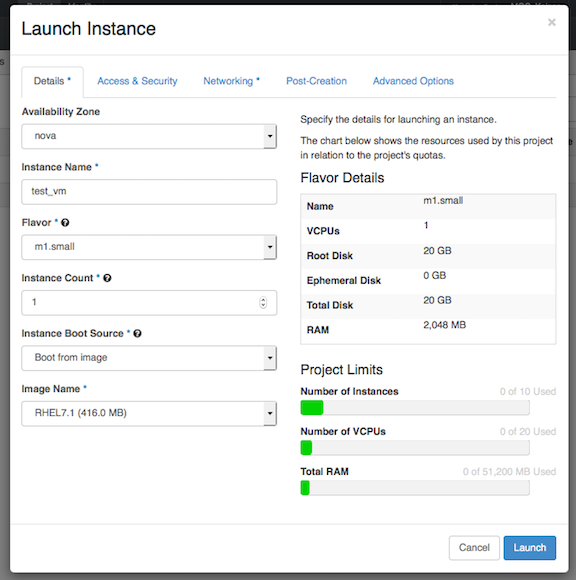 Launch Instance
×
Details * Access & Security Networking * Post-Creation Advanced Options
Availability Zone
nova
Instance Name *
test_vm
Flavor * ?
m1.small
Instance Count * ?
1
Instance Boot Source * ?
Boot from image
Image Name *
RHEL7.1 (416.0 MB)
Specify the details for launching an instance.
The chart below shows the resources used by this project
in relation to the project's quotas.
Flavor Details
Name m1.small
VCPUs 1
Root Disk 20 GB
Ephemeral Disk 0 GB
Total Disk 20 GB
RAM 2,048 MB
Project Limits
Number of Instances 0 of 10 Used
Number of VCPUs 0 of 20 Used
Total RAM 0 of 51,200 MB Used
Cancel Launch